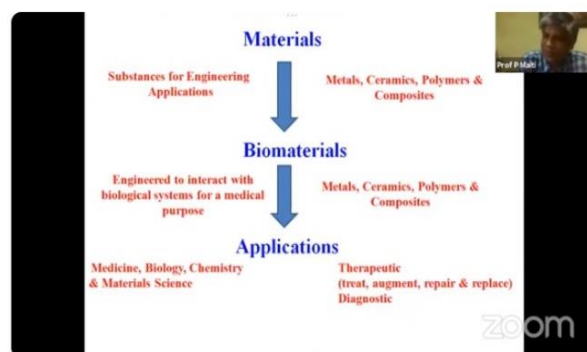 Materials
Substances for Engineering
Applications
Metals, Ceramics, Polymers &
Composites
Biomaterials
Engineered to interact with
biological systems for a medical
purpose
Metals, Ceramics, Polymers &
Composites
Applications
Medicine, Biology, Chemistry
& Materials Science
Therapeutic
(treat, augment, repair & replace)
Diagnostic
Prof P Maiti
zoom